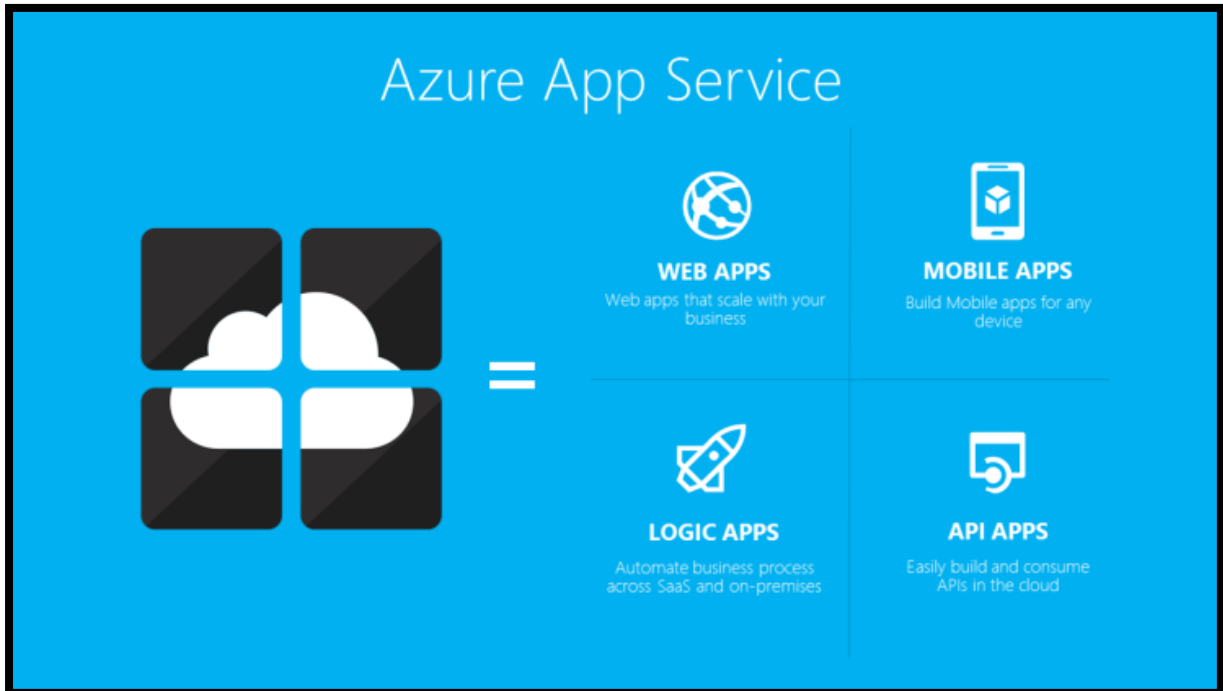 Azure App Service
WEB APPS
Web apps that scale with your
business
MOBILE APPS
Build Mobile apps for any
device
=
LOGIC APPS
Automate business process
across SaaS and on-premises
API APPS
Easily build and consume
APIs in the cloud